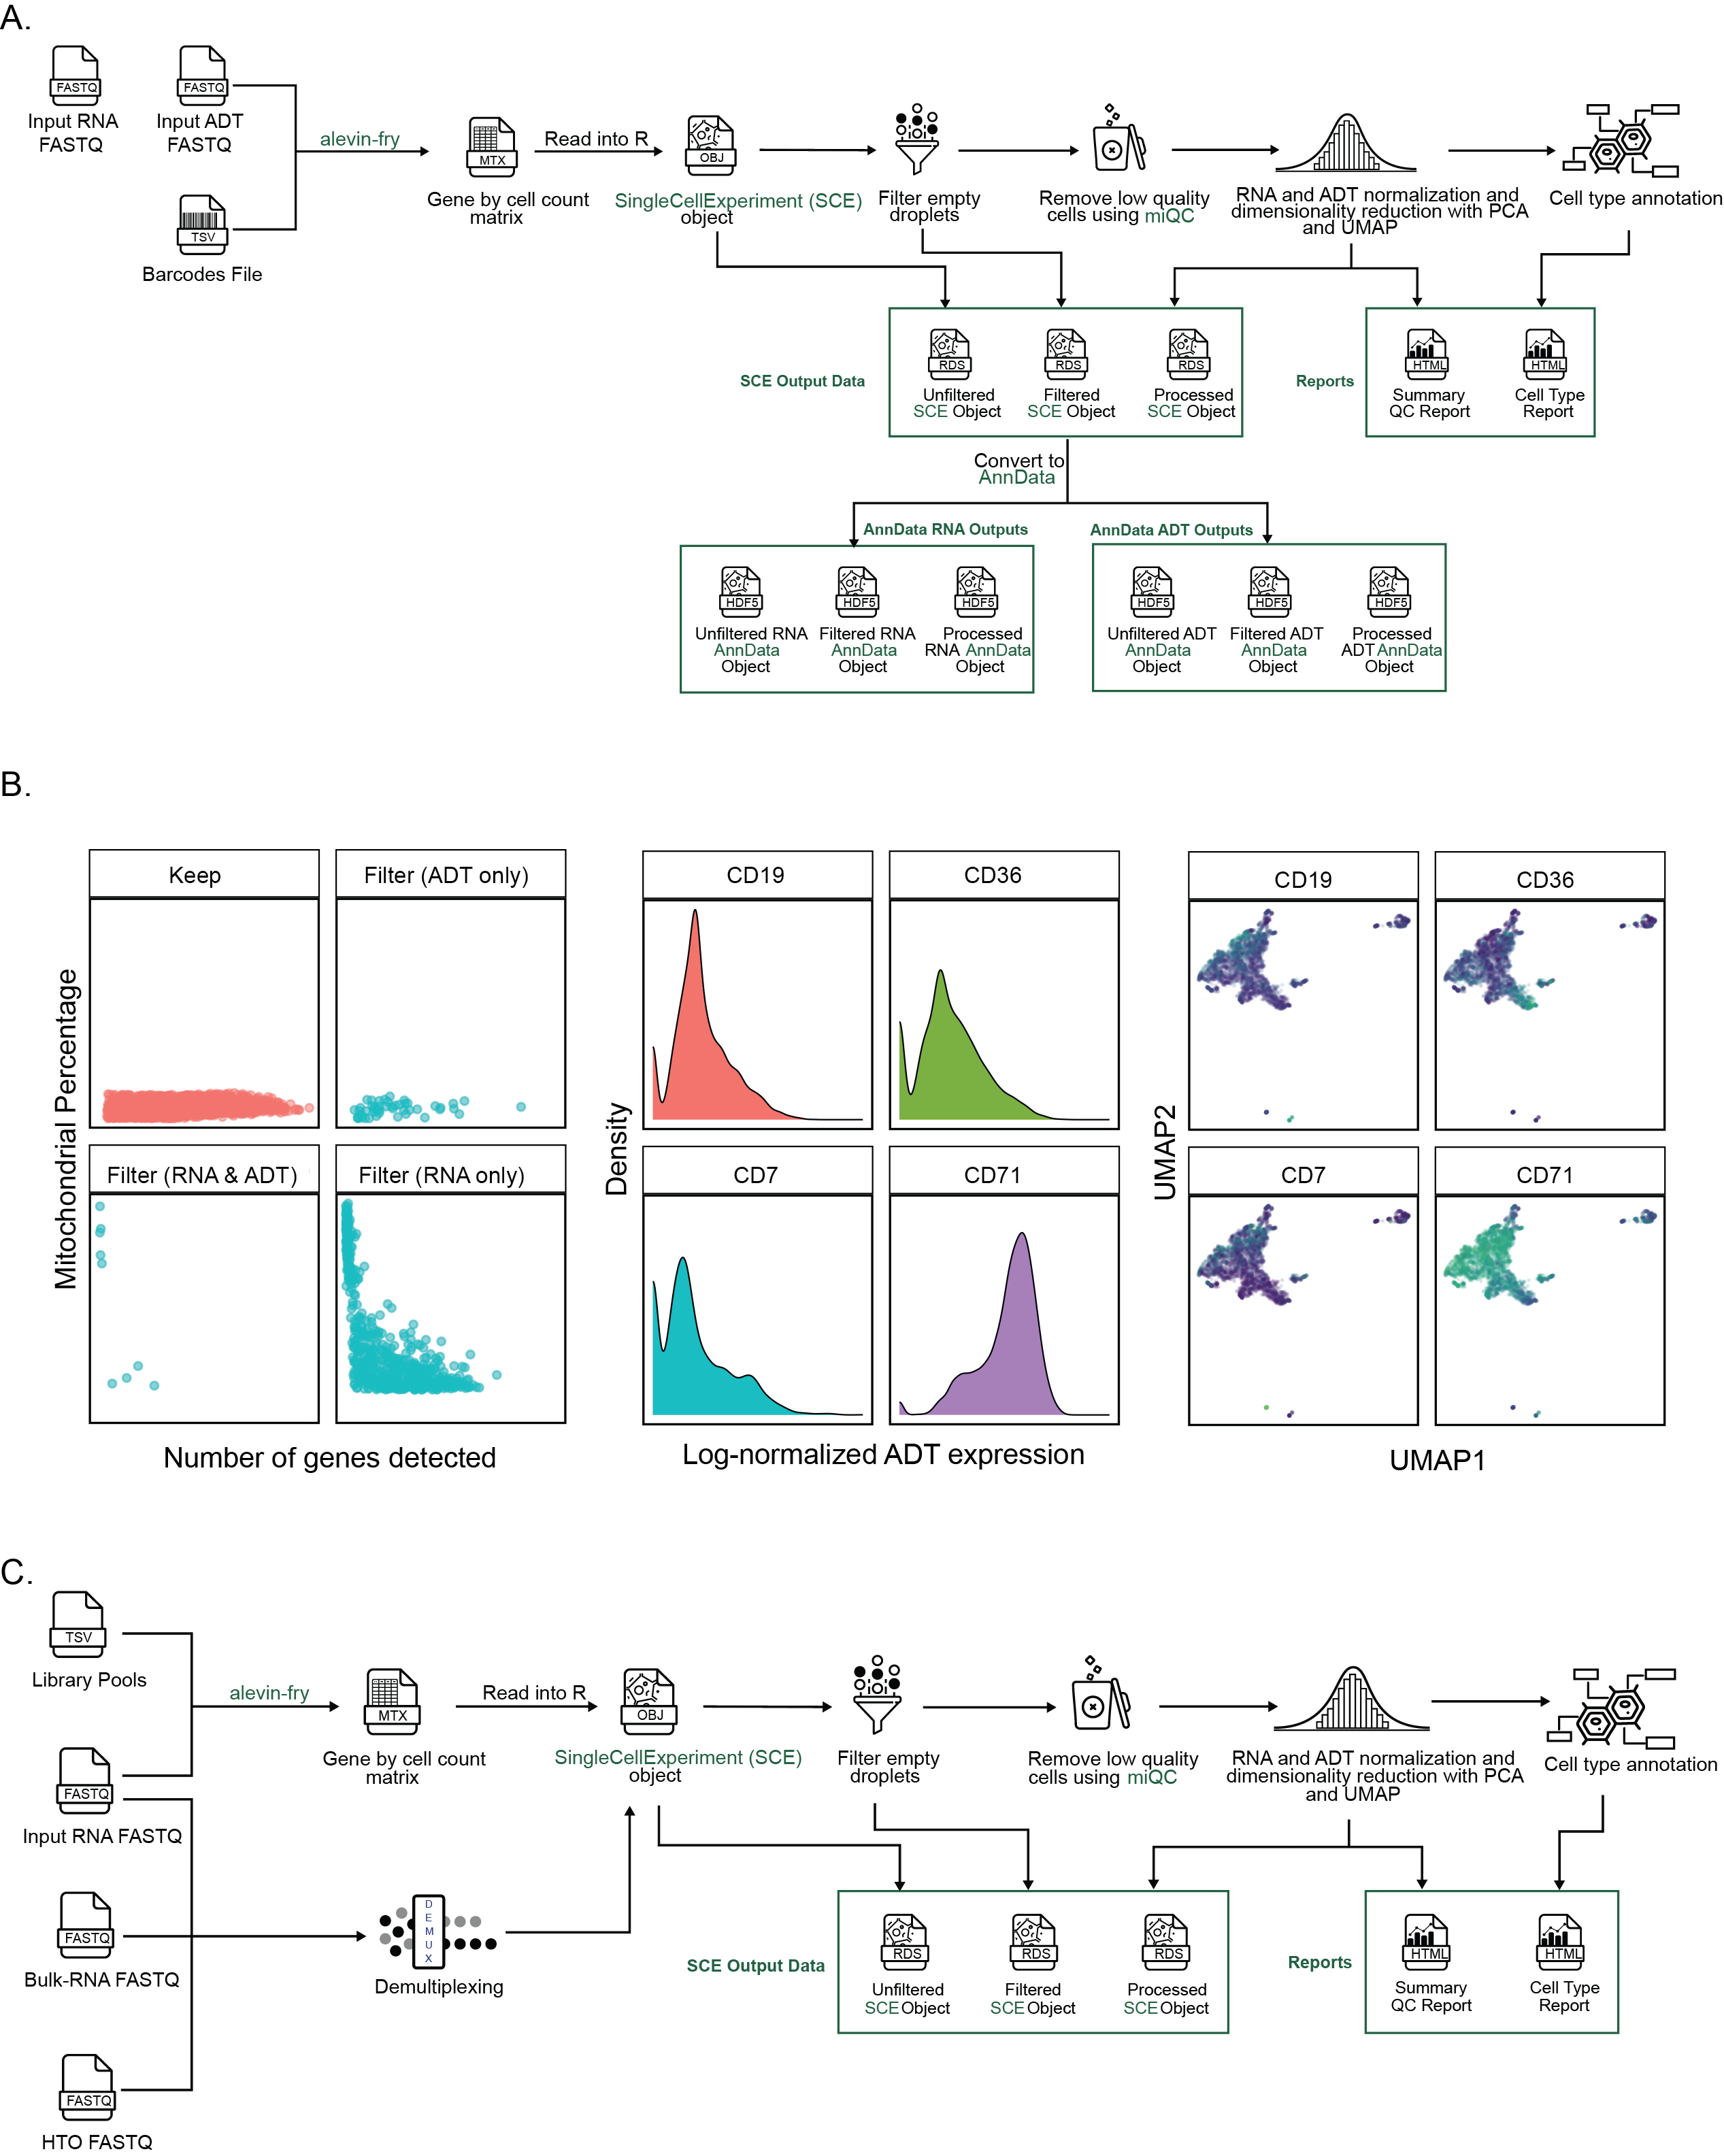 A.
FASTQ
FASTQ
Input RNA
FASTQ
Input ADT
FASTQ
TSV
Barcodes File
alevin-fry
MTX
Gene by cell count
matrix
Read into R
OBJ
SingleCellExperiment (SCE)
object
Filter empty
droplets
Remove low quality
cells using miQC
RNA and ADT normalization and
dimensionality reduction with PCA
and UMAP
Cell type annotation
SCE Output Data
RDS
RDS
RDS
Unfiltered
SCE Object
Filtered
SCE Object
Processed
SCE Object
Reports
HTML
HTML
Summary
QC Report
Cell Type
Report
Convert to
AnnData
AnnData RNA Outputs
HDF5
HDF5
HDF5
Unfiltered RNA
AnnData
Object
Filtered RNA
AnnData
Object
Processed
RNA AnnData
Object
AnnData ADT Outputs
HDF5
HDF5
HDF5
Unfiltered ADT
AnnData
Object
Filtered ADT
AnnData
Object
Processed
ADT AnnData
Object
B.
Mitochondrial Percentage
Keep
Filter (ADT only)
Filter (RNA & ADT)
Filter (RNA only)
Number of genes detected
Density
CD19
CD36
CD7
CD71
Log-normalized ADT expression
UMAP2
CD19
CD36
CD7
CD71
UMAP1
C.
TSV
Library Pools
FASTQ
Input RNA FASTQ
FASTQ
Bulk-RNA FASTQ
FASTQ
HTO FASTQ
alevin-fry
MTX
Gene by cell count
matrix
Read into R
OBJ
SingleCellExperiment (SCE)
object
DEMUX
Demultiplexing
Filter empty
droplets
Remove low quality
cells using miQC
RNA and ADT normalization and
dimensionality reduction with PCA
and UMAP
Cell type annotation
SCE Output Data
RDS
RDS
RDS
Unfiltered
SCE Object
Filtered
SCE Object
Processed
SCE Object
Reports
HTML
HTML
Summary
QC Report
Cell Type
Report